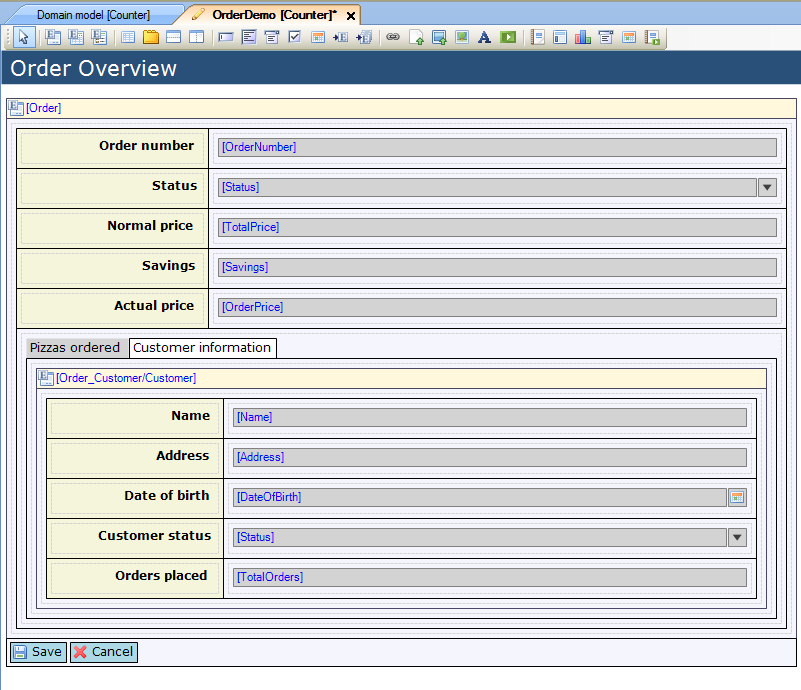 Domain model [Counter] OrderDemo [Counter]*
Order Overview
[Order]
Order number [OrderNumber]
Status [Status]
Normal price [TotalPrice]
Savings [Savings]
Actual price [OrderPrice]
Pizzas ordered Customer information
[Order_Customer/Customer]
Name [Name]
Address [Address]
Date of birth [DateOfBirth]
Customer status [Status]
Orders placed [TotalOrders]
Save Cancel